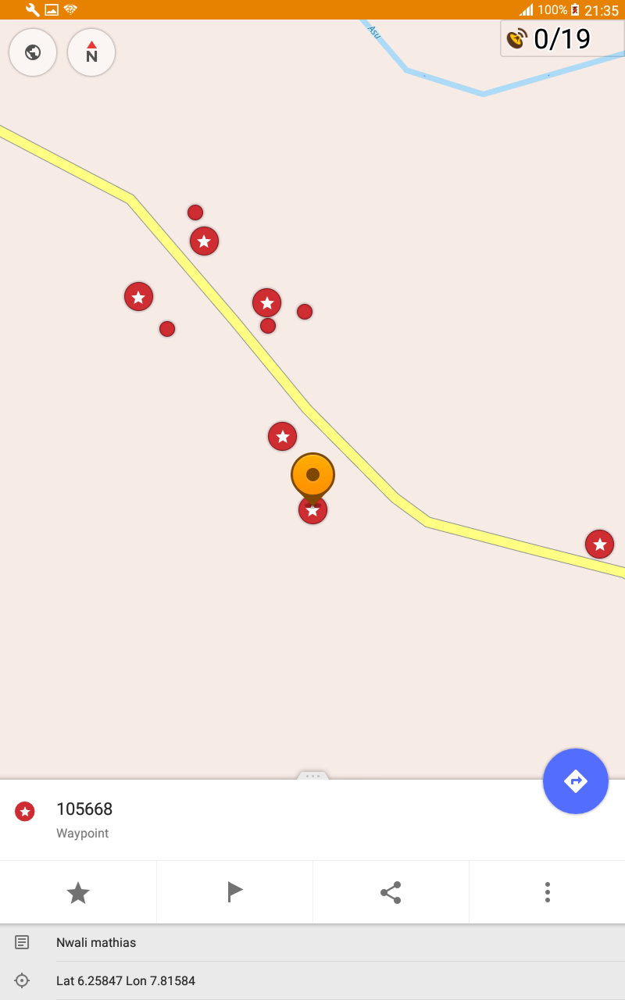 100% 21:35
N
Asu
0/19
105668
Waypoint
Nwali mathias
Lat 6.25847 Lon 7.81584